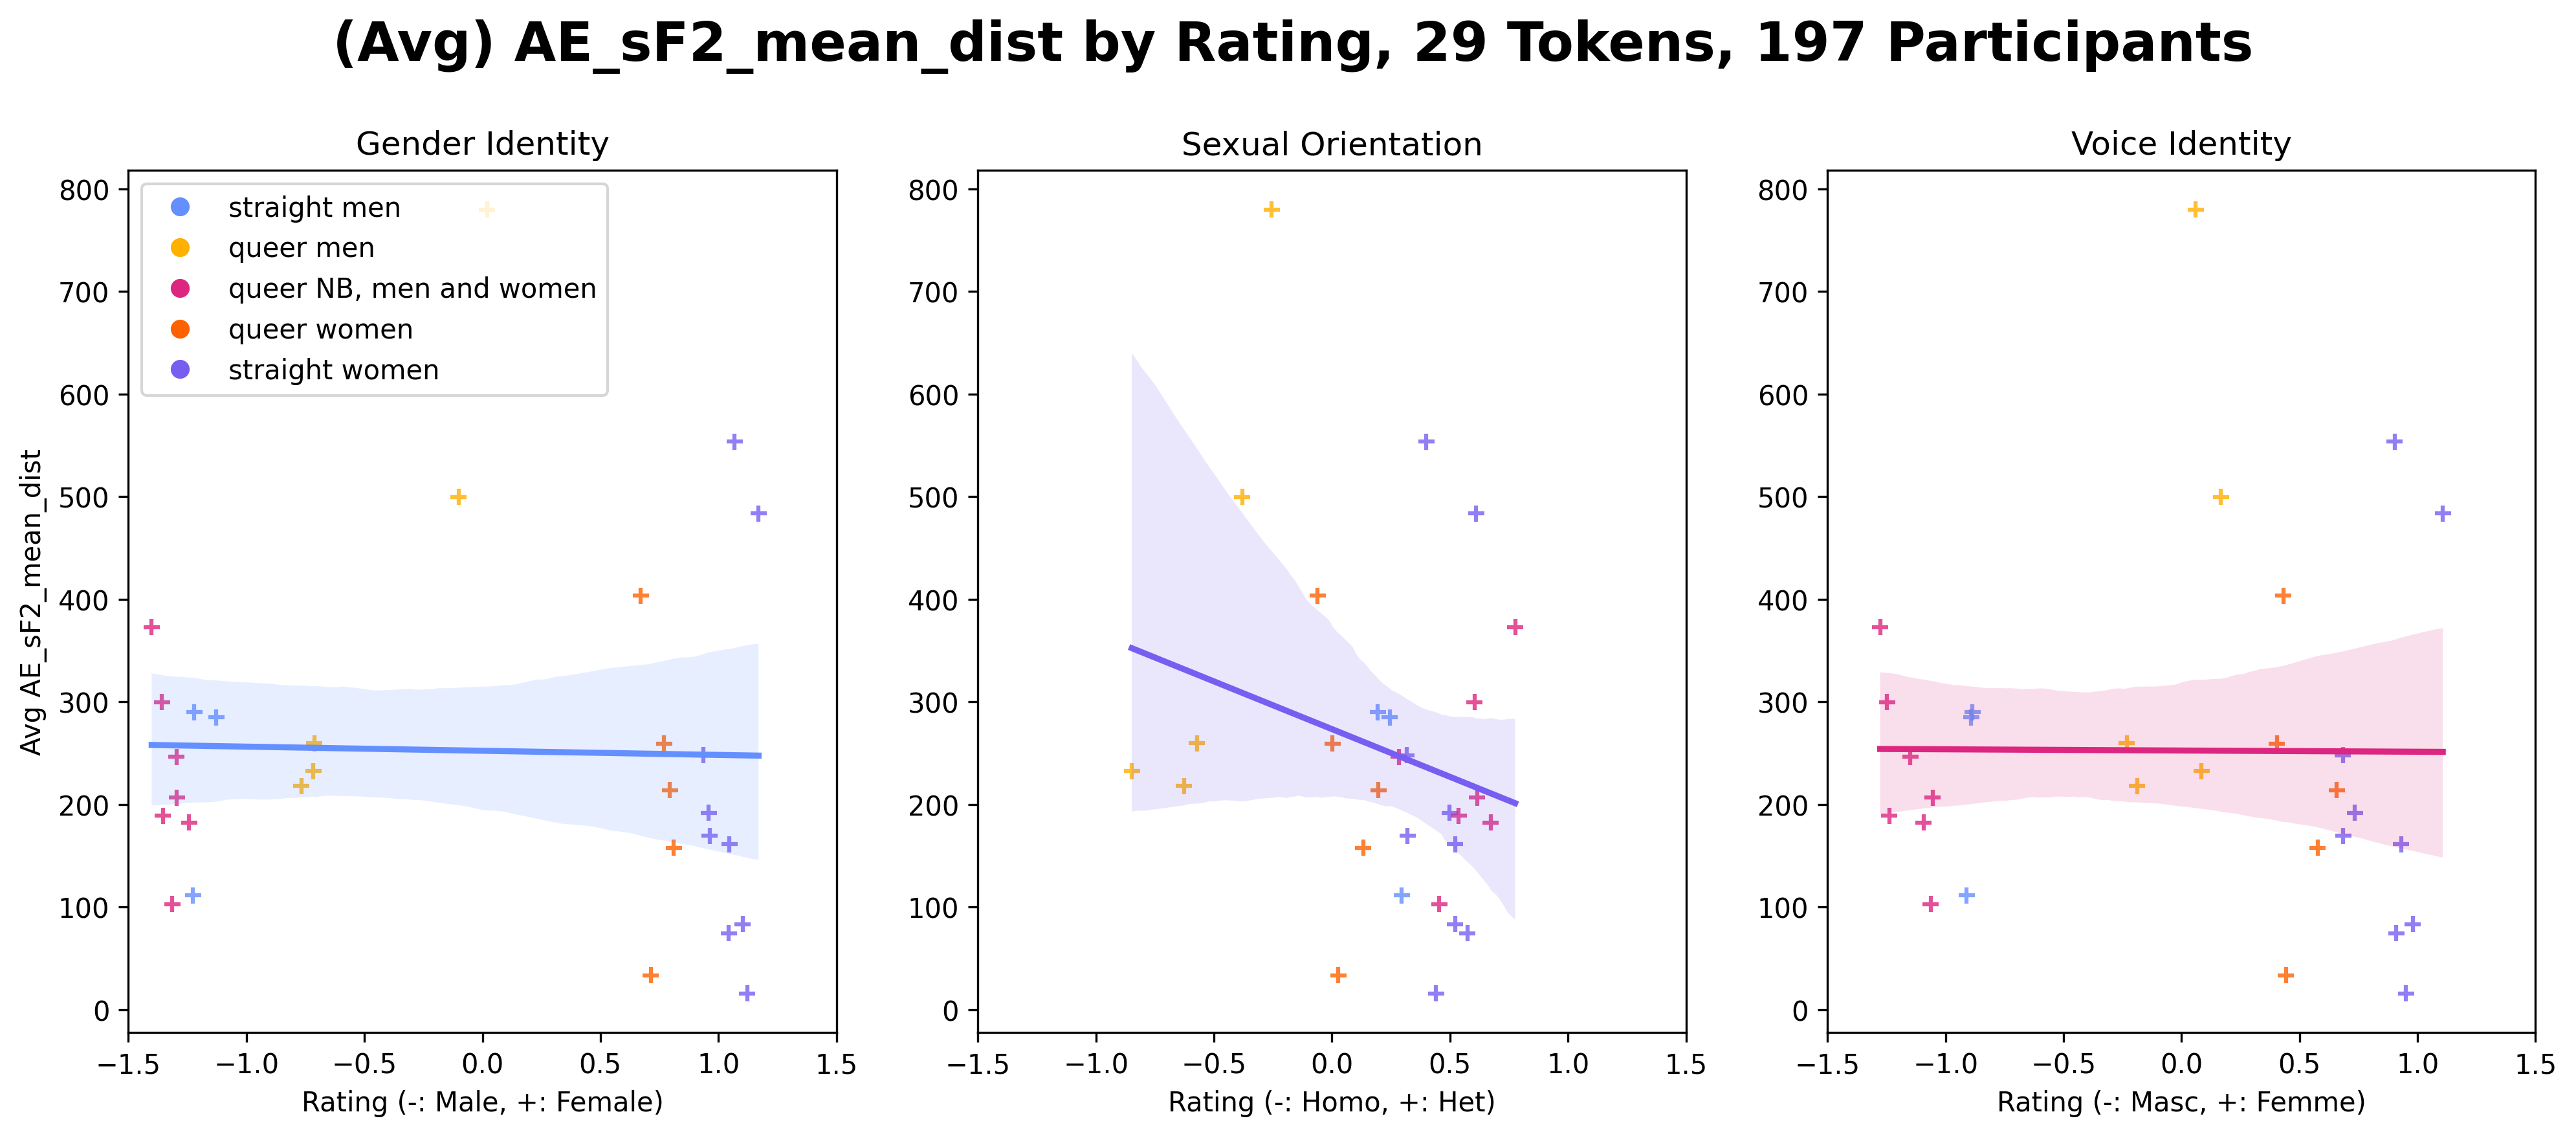 (Avg) AE_sF2_mean_dist by Rating, 29 Tokens, 197 Participants
Gender Identity
Sexual Orientation
Voice Identity
straight men
queer men
queer NB, men and women
queer women
straight women
Avg AE_sF2_mean_dist
800
700
600
500
400
300
200
100
0
−1.5 −1.0 −0.5 0.0 0.5 1.0 1.5
Rating (-: Male, +: Female)
800
700
600
500
400
300
200
100
0
−1.5 −1.0 −0.5 0.0 0.5 1.0 1.5
Rating (-: Homo, +: Het)
800
700
600
500
400
300
200
100
0
−1.5 −1.0 −0.5 0.0 0.5 1.0 1.5
Rating (-: Masc, +: Femme)